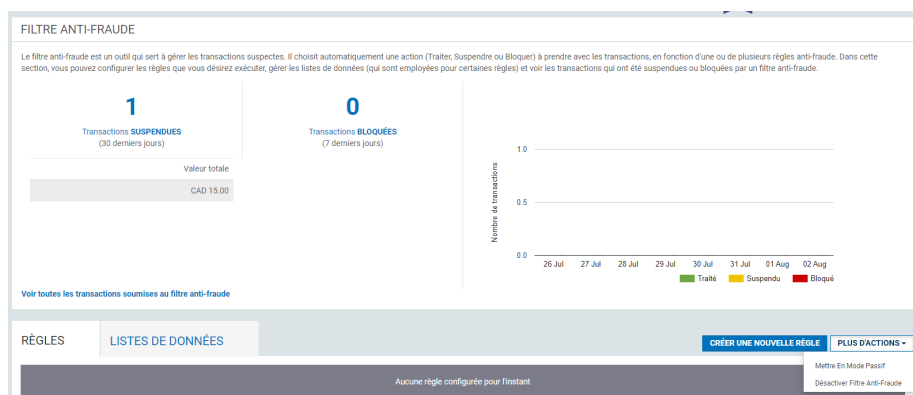 FILTRE ANTI-FRAUDE
Le filtre anti-fraude est un outil qui sert à gérer les transactions suspectes. Il choisit automatiquement une action (Traiter, Suspendre ou Bloquer) à prendre avec les transactions, en fonction d'une ou de plusieurs règles anti-fraude. Dans cette
section, vous pouvez configurer les règles que vous désirez exécuter, gérer les listes de données (qui sont employées pour certaines règles) et voir les transactions qui ont été suspendues ou bloquées par un filtre anti-fraude.
1
Transactions SUSPENDUES
(30 derniers jours)
Valeur totale
CAD 15.00
0
Transactions BLOQUÉES
(7 derniers jours)
Nombre de transactions
1.0
0.5
0.0
26 Jul 27 Jul 28 Jul 29 Jul 30 Jul 31 Jul 01 Aug 02 Aug
Traité Suspendu Bloqué
Voir toutes les transactions soumises au filtre anti-fraude
RÈGLES LISTES DE DONNÉES CRÉER UNE NOUVELLE RÈGLE PLUS D'ACTIONS
Mettre En Mode Passif
Désactiver Filtre Anti-Fraude
Aucune règle configurée pour l'instant